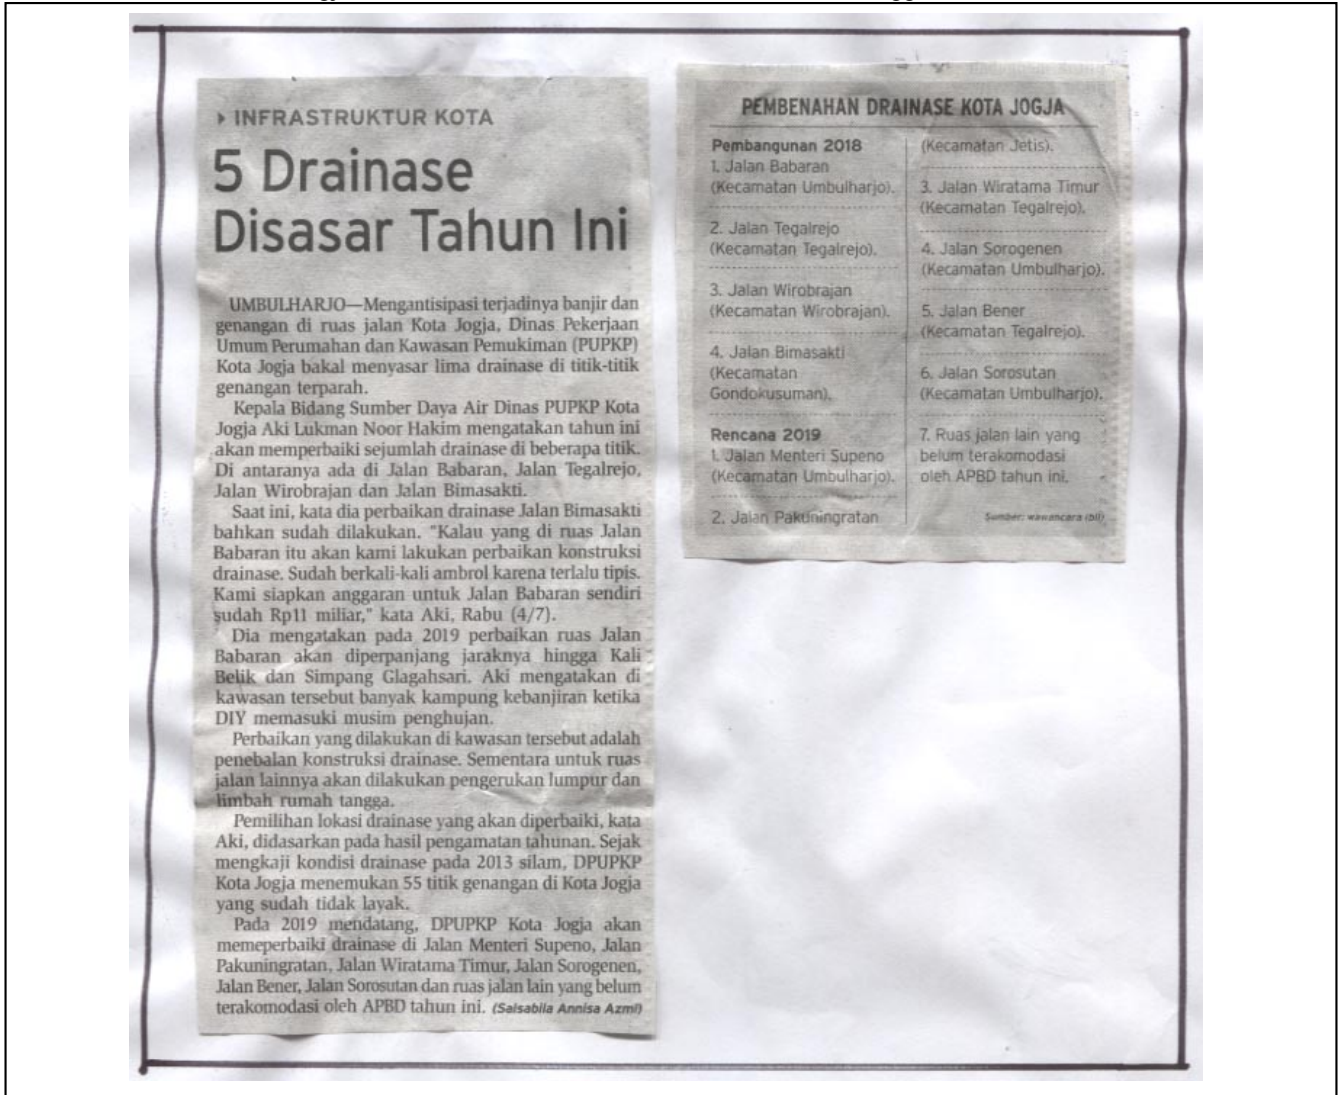 ▸ INFRASTRUKTUR KOTA
5 Drainase
Disasar Tahun Ini
UMBULHARJO—Mengantisipasi terjadinya banjir dan
genangan di ruas jalan Kota Jogja, Dinas Pekerjaan
Umum Perumahan dan Kawasan Pemukiman (PUPKP)
Kota Jogja bakal menyasar lima drainase di titik-titik
genangan terparah.
Kepala Bidang Sumber Daya Air Dinas PUPKP Kota
Jogja Aki Lukman Noor Hakim mengatakan tahun ini
akan memperbaiki sejumlah drainase di beberapa titik.
Di antaranya ada di Jalan Babaran, Jalan Tegalrejo,
Jalan Wirobrajan dan Jalan Bimasakti.
Saat ini, kata dia perbaikan drainase Jalan Bimasakti
bahkan sudah dilakukan. "Kalau yang di ruas Jalan
Babaran itu akan kami lakukan perbaikan konstruksi
drainase. Sudah berkali-kali ambrol karena terlalu tipis.
Kami siapkan anggaran untuk Jalan Babaran sendiri
sudah Rp11 miliar," kata Aki, Rabu (4/7).
Dia mengatakan pada 2019 perbaikan ruas Jalan
Babaran akan diperpanjang jaraknya hingga Kali
Belik dan Simpang Glagahsari. Aki mengatakan di
kawasan tersebut banyak kampung kebanjiran ketika
DIY memasuki musim penghujan.
Perbaikan yang dilakukan di kawasan tersebut adalah
penebalan konstruksi drainase. Sementara untuk ruas
jalan lainnya akan dilakukan pengerukan lumpur dan
limbah rumah tangga.
Pemilihan lokasi drainase yang akan diperbaiki, kata
Aki, didasarkan pada hasil pengamatan tahunan. Sejak
mengkaji kondisi drainase pada 2013 silam, DPUPKP
Kota Jogja menemukan 55 titik genangan di Kota Jogja
yang sudah tidak layak.
Pada 2019 mendatang, DPUPKP Kota Jogja akan
memeperbaiki drainase di Jalan Menteri Supeno, Jalan
Pakuningratan, Jalan Wiratama Timur, Jalan Sorogenen,
Jalan Bener, Jalan Sorosutan dan ruas jalan lain yang belum
terakomodasi oleh APBD tahun ini. (Salsabila Annisa Azmi)
PEMBENAHAN DRAINASE KOTA JOGJA
Pembangunan 2018
1. Jalan Babaran
(Kecamatan Umbulharjo).
2. Jalan Tegalrejo
(Kecamatan Tegalrejo).
3. Jalan Wirobrajan
(Kecamatan Wirobrajan).
4. Jalan Bimasakti
(Kecamatan
Gondokusuman).
Rencana 2019
1. Jalan Menteri Supeno
(Kecamatan Umbulharjo).
2. Jalan Pakuningratan
(Kecamatan Jetis).
3. Jalan Wiratama Timur
(Kecamatan Tegalrejo).
4. Jalan Sorogenen
(Kecamatan Umbulharjo).
5. Jalan Bener
(Kecamatan Tegalrejo).
6. Jalan Sorosutan
(Kecamatan Umbulharjo).
7. Ruas jalan lain yang
belum terakomodasi
oleh APBD tahun ini.
Sumber: wawancara